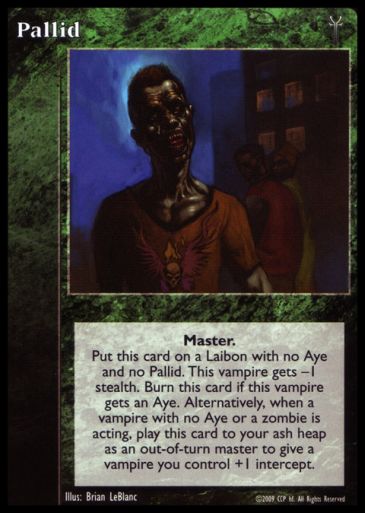 Pallid
Master.
Put this card on a Laibon with no Aye
and no Pallid. This vampire gets –1
stealth. Burn this card if this vampire
gets an Aye. Alternatively, when a
vampire with no Aye or a zombie is
acting, play this card to your ash heap
as an out-of-turn master to give a
vampire you control +1 intercept.
Illus: Brian LeBlanc
©2009 CCP hf. All Rights Reserved